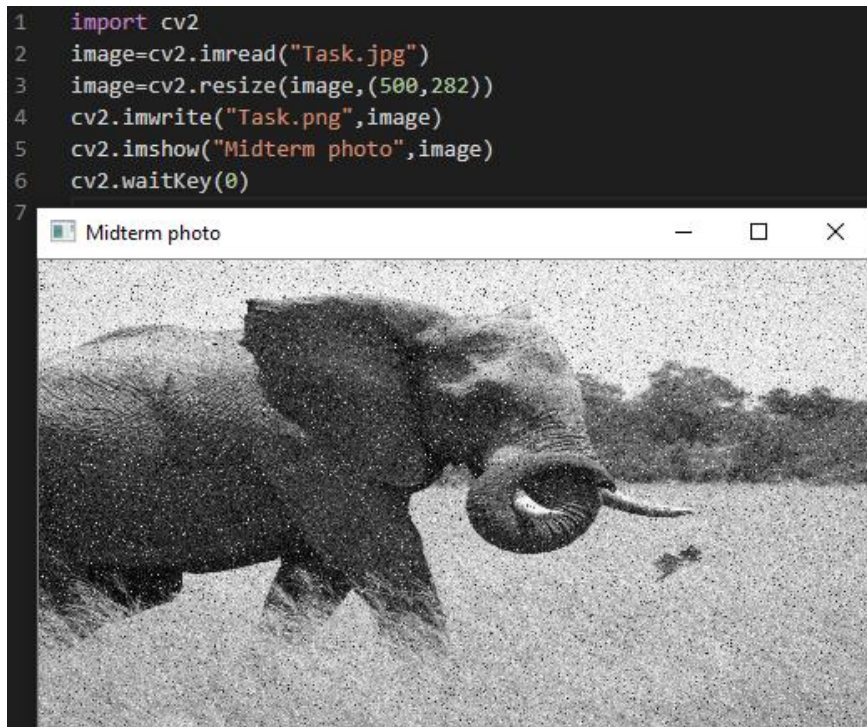 1 import cv2
2 image=cv2.imread("Task.jpg")
3 image=cv2.resize(image,(500,282))
4 cv2.imwrite("Task.png",image)
5 cv2.imshow("Midterm photo",image)
6 cv2.waitKey(0)
7
Midterm photo